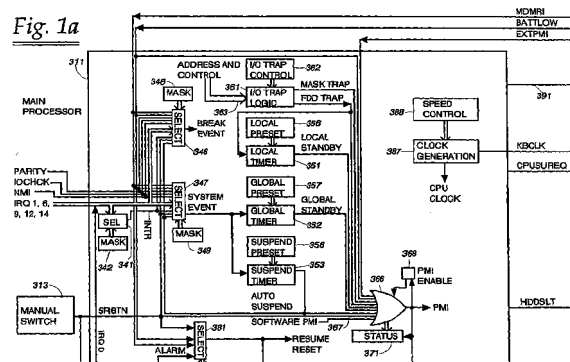 Fig. 1a
MDMRI
BATTLOW
EXTPMI
311
ADDRESS AND CONTROL
I/O TRAP CONTROL
362
MASK TRAP
348
MASK
361
I/O TRAP LOGIC
FDD TRAP
391
MAIN PROCESSOR
363
SELECT
BREAK EVENT
346
356
LOCAL PRESET
LOCAL STANDBY
LOCAL TIMER
351
388
SPEED CONTROL
387
CLOCK GENERATION
KBCLK
CPUSUREQ
CPU CLOCK
PARITY
IOCHCK
NMI
IRQ 1, 6, 9, 12, 14
347
SELECT
SYSTEM EVENT
357
GLOBAL PRESET
GLOBAL STANDBY
GLOBAL TIMER
352
SEL
341
INTR
MASK
349
MASK
342
SUSPEND PRESET
358
SUSPEND TIMER
353
368
PMI ENABLE
366
313
MANUAL SWITCH
SRBTN
AUTO SUSPEND
SOFTWARE PMI
367
PMI
HDDSLT
IRQ 0
381
SELECT
ALARM
RESUME RESET
STATUS
371